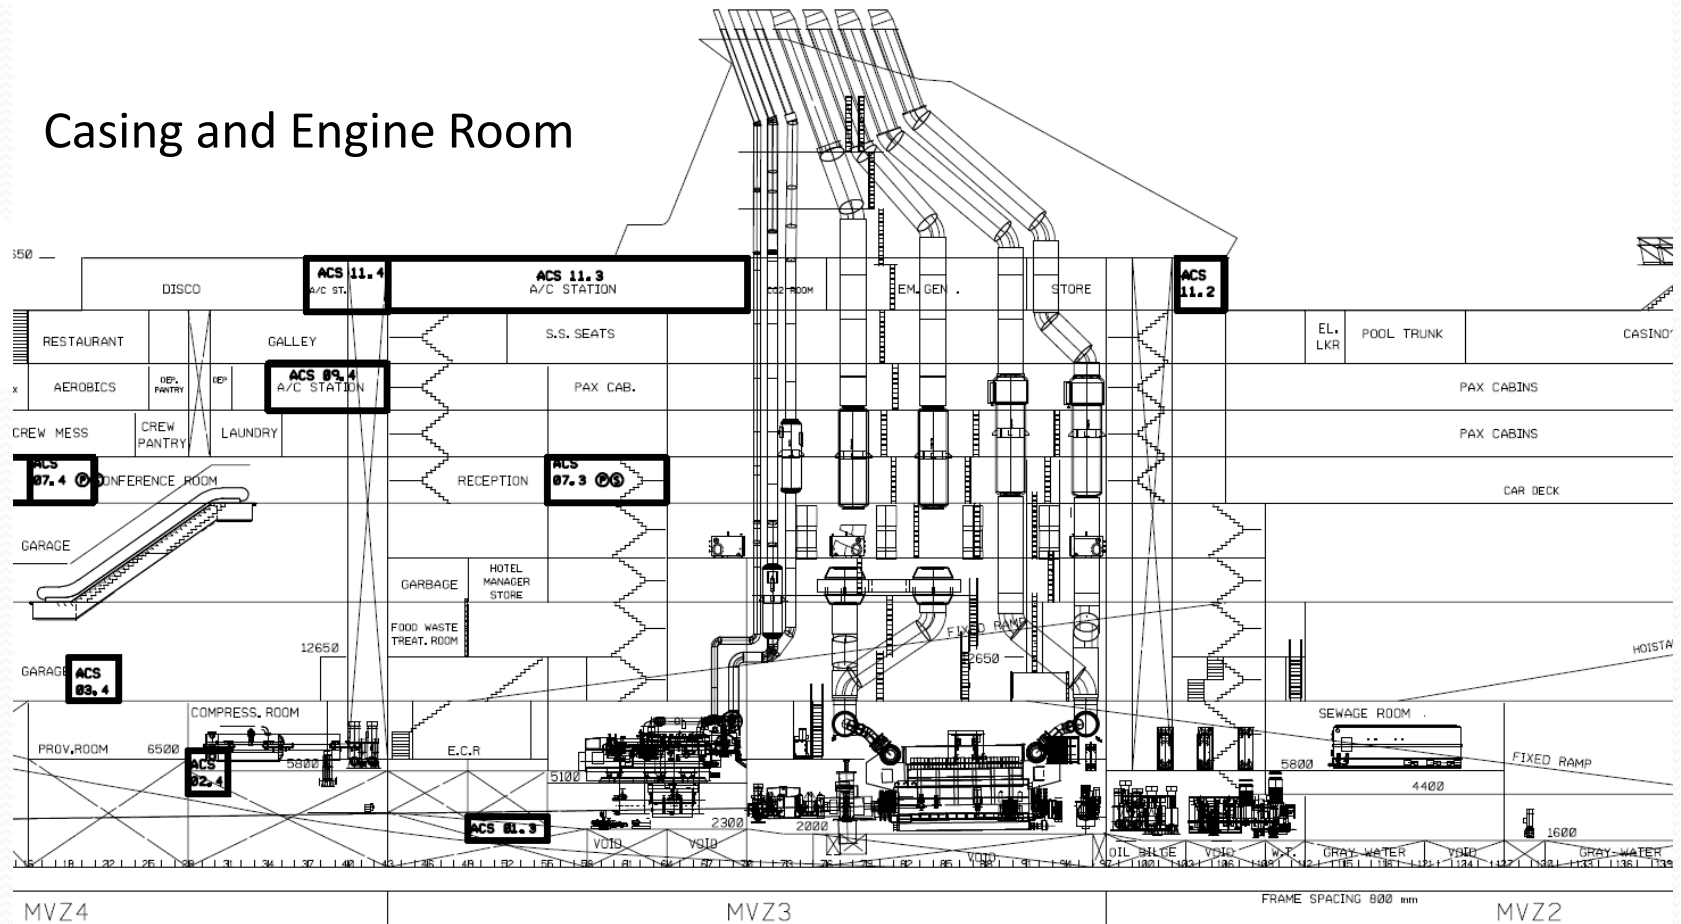 Casing and Engine Room
DISCO
ACS 11.4
A/C ST.
ACS 11.3
A/C STATION
CO2 ROOM
EM.GEN .
STORE
ACS
11.2
RESTAURANT
GALLEY
S.S. SEATS
EL.
LKR
POOL TRUNK
CASINO
AEROBICS
DEP.
PANTRY
DEP
ACS 09.4
A/C STATION
PAX CAB.
PAX CABINS
CREW MESS
CREW
PANTRY
LAUNDRY
PAX CABINS
ACS
07.4 P
ONFERENCE ROOM
RECEPTION
ACS
07.3 P S
CAR DECK
GARAGE
GARBAGE
HOTEL
MANAGER
STORE
FOOD WASTE
TREAT.ROOM
FIXED RAMP
12650
2650
HOISTA
GARAGE
ACS
03.4
COMPRESS.ROOM
SEWAGE ROOM
PROV.ROOM
6500
5800
E.C.R
5100
5800
FIXED RAMP
ACS
02.4
4400
ACS 01.3
2300
2000
1600
VOID
VOID
VOID
OIL BILGE
VOID
W.T.
GRAY WATER
VOID
GRAY WATER
FRAME SPACING 800 mm
MVZ4
MVZ3
MVZ2